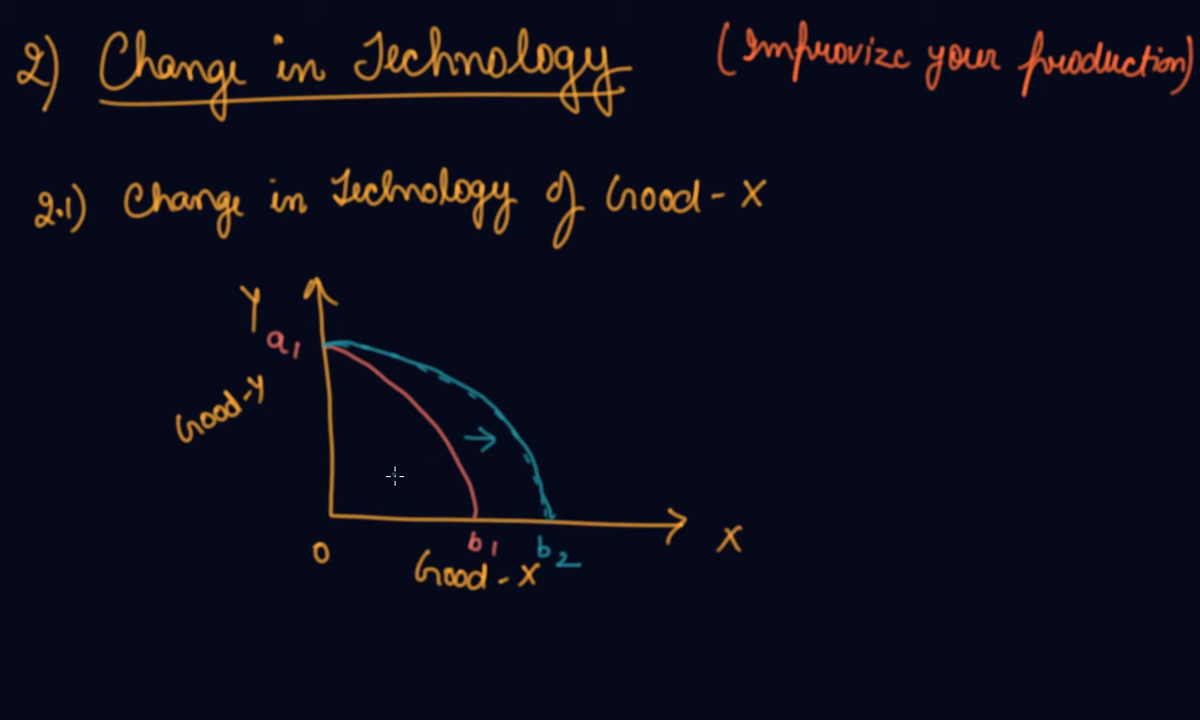 2) Change in Technology (Improvize your production)
2.1) Change in Technology of Good - X
Y
a1
Good-Y
O b1 b2 X
Good - X